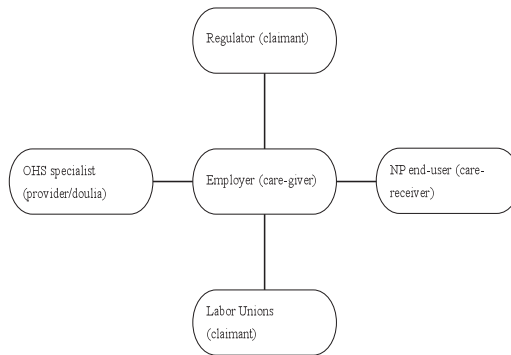 Regulator (claimant)
OHS specialist
(provider/doulia)
Employer (care-giver)
NP end-user (care-
receiver)
Labor Unions
(claimant)